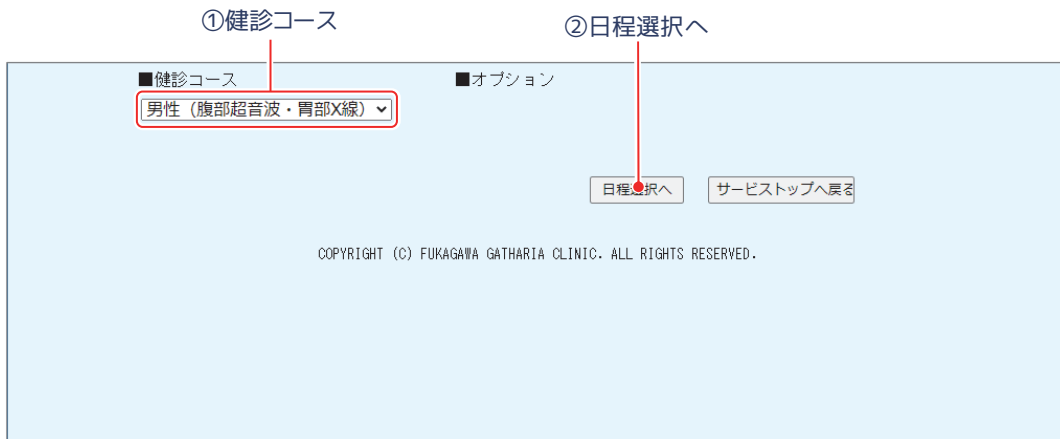 ①健診コース
②日程選択へ
■健診コース
■オプション
男性（腹部超音波・胃部X線）
日程選択へ
サービストップへ戻る
COPYRIGHT (C) FUKAGAWA GATHARIA CLINIC. ALL RIGHTS RESERVED.